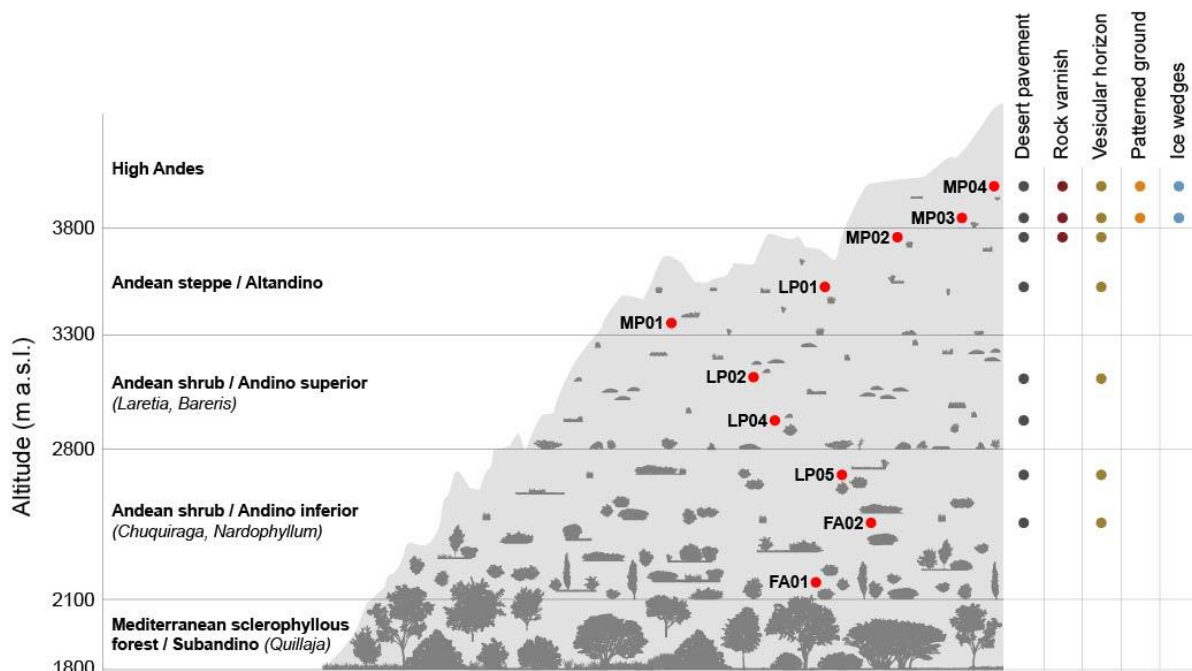 Desert pavement
Rock varnish
Vesicular horizon
Patterned ground
Ice wedges
High Andes
MP04
MP03
3800
MP02
Andean steppe / Altandino
LP01
MP01
3300
Andean shrub / Andino superior
(Laretia, Bareris)
LP02
LP04
2800
LP05
Andean shrub / Andino inferior
(Chuquiraga, Nardophyllum)
FA02
FA01
2100
Mediterranean sclerophyllous
forest / Subandino (Quillaja)
1800
Altitude (m a.s.l.)